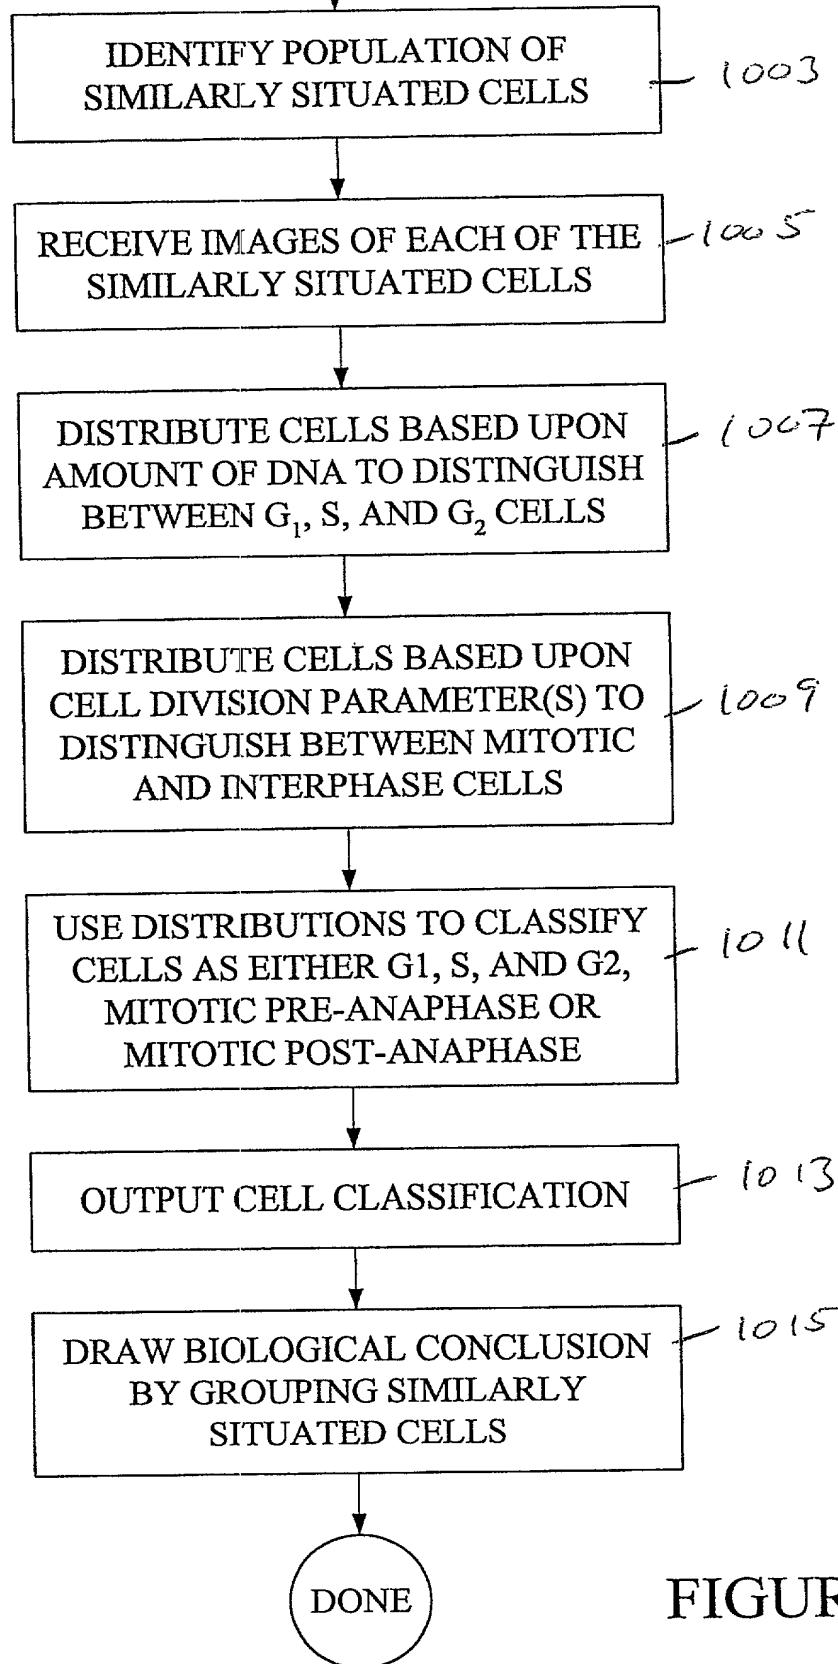 IDENTIFY POPULATION OF
SIMILARLY SITUATED CELLS
1003
RECEIVE IMAGES OF EACH OF THE
SIMILARLY SITUATED CELLS
1005
DISTRIBUTE CELLS BASED UPON
AMOUNT OF DNA TO DISTINGUISH
BETWEEN G₁, S, AND G₂ CELLS
1007
DISTRIBUTE CELLS BASED UPON
CELL DIVISION PARAMETER(S) TO
DISTINGUISH BETWEEN MITOTIC
AND INTERPHASE CELLS
1009
USE DISTRIBUTIONS TO CLASSIFY
CELLS AS EITHER G1, S, AND G2,
MITOTIC PRE-ANAPHASE OR
MITOTIC POST-ANAPHASE
1011
OUTPUT CELL CLASSIFICATION
1013
DRAW BIOLOGICAL CONCLUSION
BY GROUPING SIMILARLY
SITUATED CELLS
1015
DONE
FIGUR